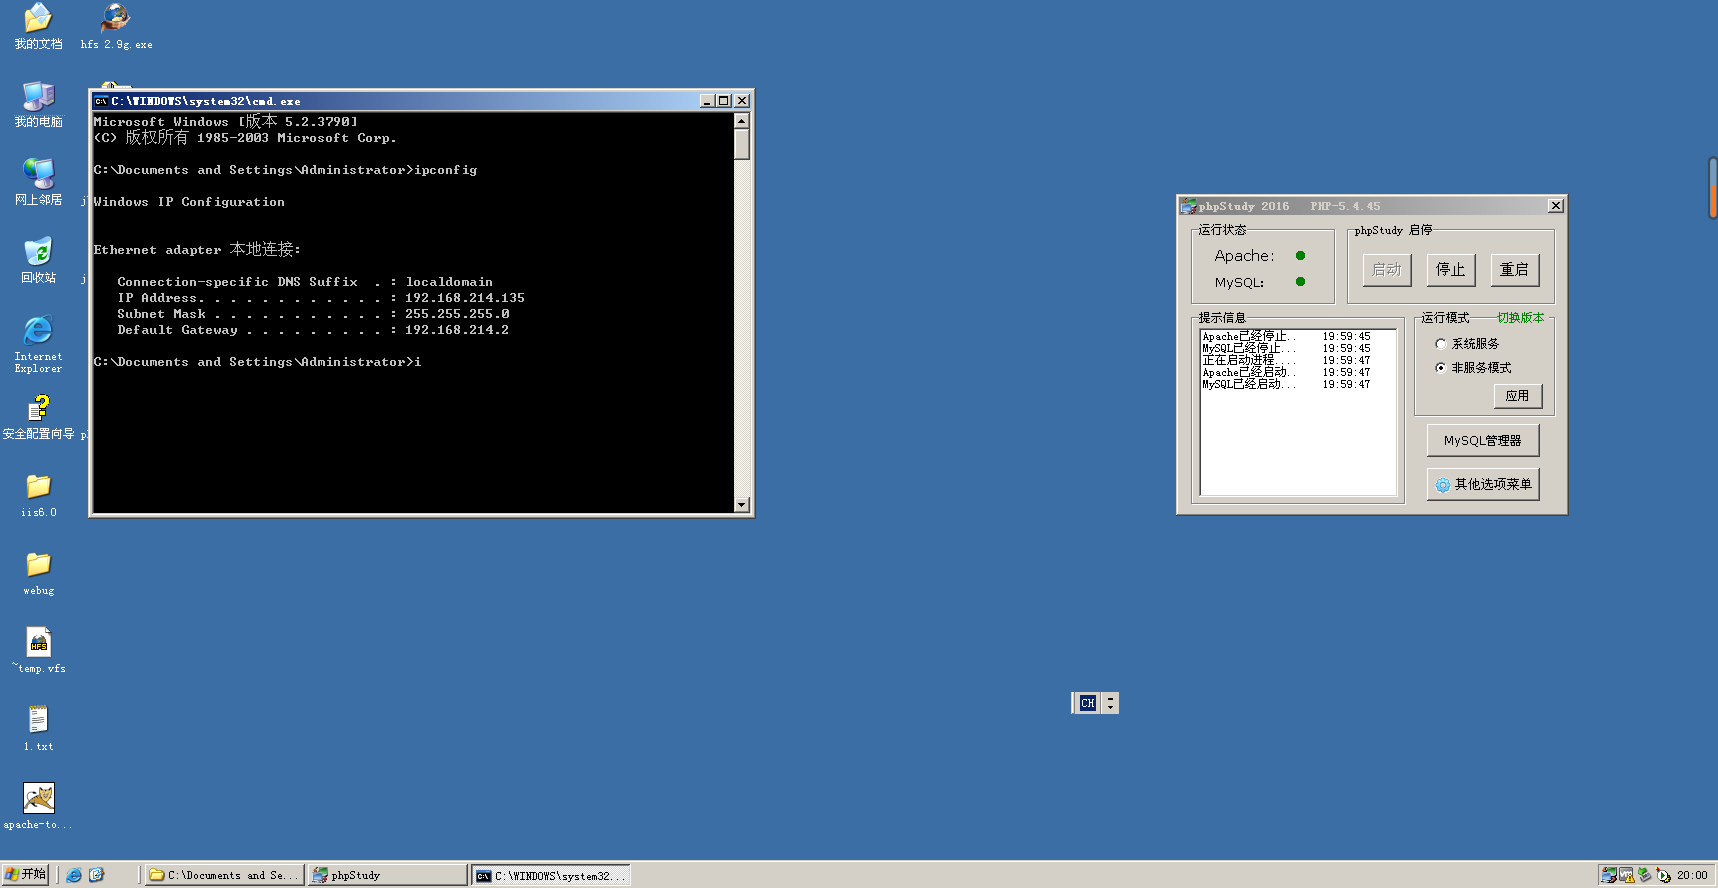 我的文档
hfs 2.9g.exe
我的电脑
网上邻居
j
回收站
j
Internet
Explorer
安全配置向导
p
iis6.0
webug
~temp.vfs
1.txt
apache-to...
C:\WINDOWS\system32\cmd.exe
Microsoft Windows [版本 5.2.3790]
(C) 版权所有 1985-2003 Microsoft Corp.
C:\Documents and Settings\Administrator>ipconfig
Windows IP Configuration
Ethernet adapter 本地连接:
Connection-specific DNS Suffix  . : localdomain
IP Address. . . . . . . . . . . . : 192.168.214.135
Subnet Mask . . . . . . . . . . . : 255.255.255.0
Default Gateway . . . . . . . . . : 192.168.214.2
C:\Documents and Settings\Administrator>i
phpStudy 2016   PHP-5.4.45
运行状态
Apache:
MySQL:
phpStudy 启停
启动 停止 重启
提示信息
Apache已经停止.. 19:59:45
MySQL已经停止... 19:59:45
正在启动进程.... 19:59:47
Apache已经启动.. 19:59:47
MySQL已经启动... 19:59:47
运行模式 切换版本
系统服务
非服务模式
应用
MySQL管理器
其他选项菜单
CH
开始
C:\Documents and Se...
phpStudy
C:\WINDOWS\system32...
20:00